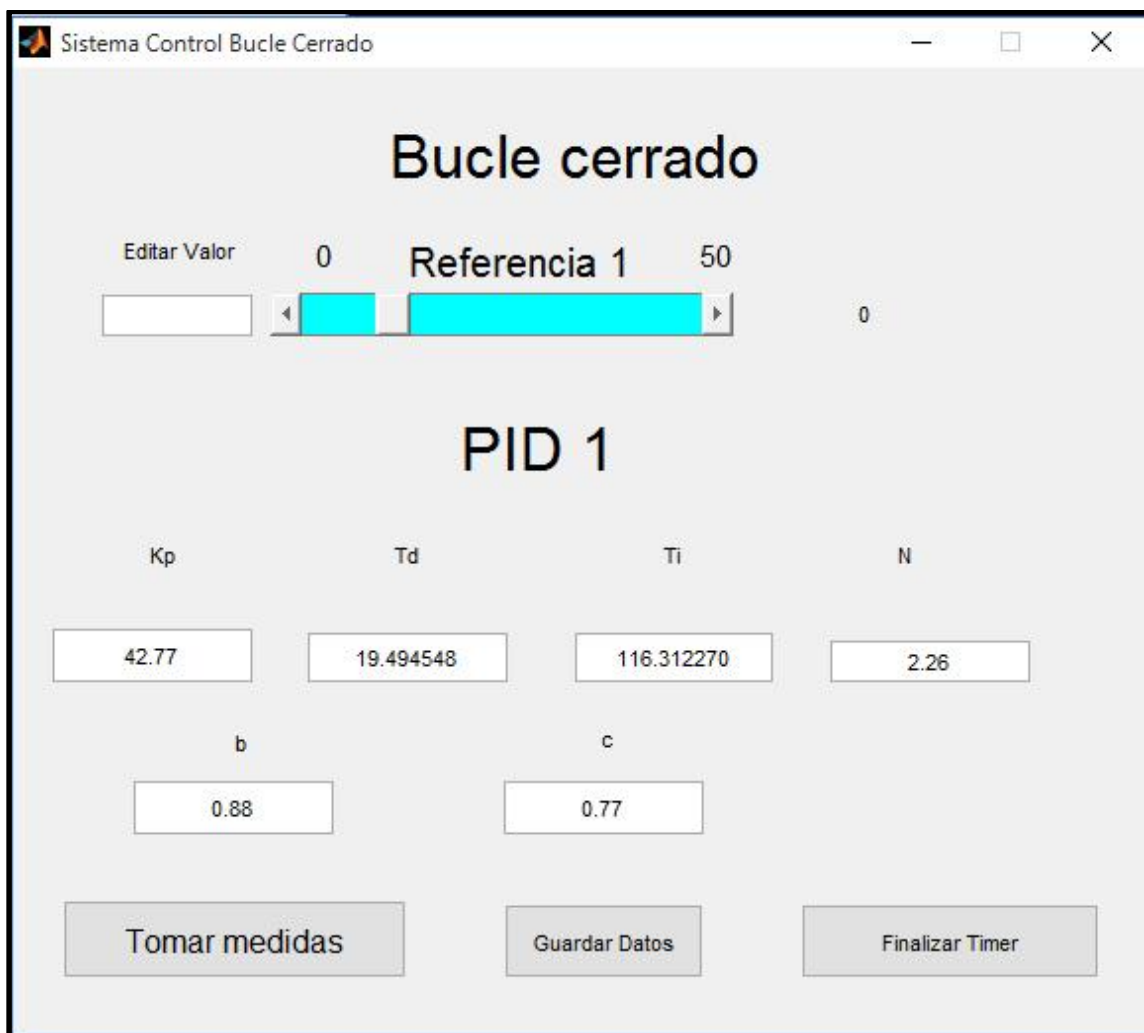 Sistema Control Bucle Cerrado
Bucle cerrado
Editar Valor
0 Referencia 1 50
0
PID 1
Kp Td Ti N
42.77 19.494548 116.312270 2.26
b c
0.88 0.77
Tomar medidas Guardar Datos Finalizar Timer